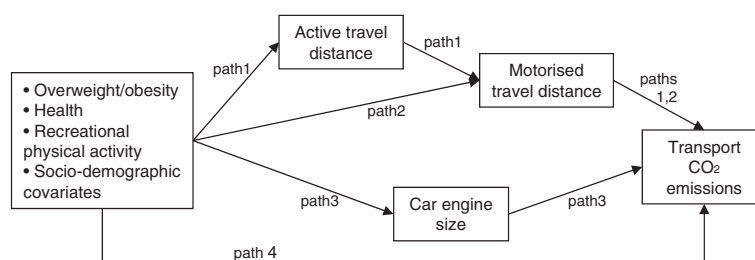 Active travel
distance
path1
path1
Motorised
travel distance
paths
1,2
• Overweight/obesity
• Health
• Recreational
physical activity
• Socio-demographic
covariates
path2
Transport
CO2
emissions
path3
Car engine
size
path3
path 4